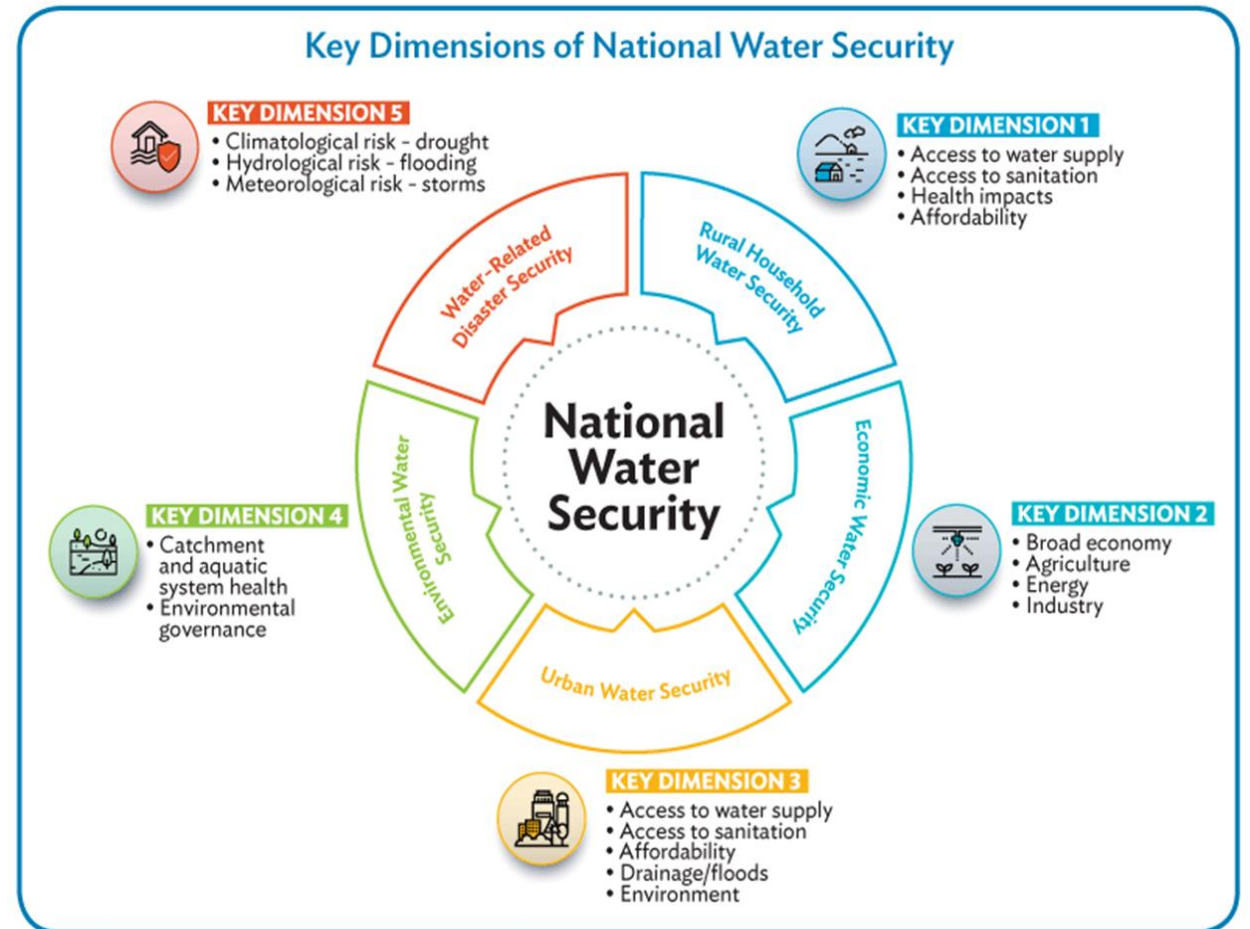 Key Dimensions of National Water Security
KEY DIMENSION 5
• Climatological risk – drought
• Hydrological risk – flooding
• Meteorological risk – storms
KEY DIMENSION 1
• Access to water supply
• Access to sanitation
• Health impacts
• Affordability
Water-Related
Disaster Security
Rural Household
Water Security
National
Water
Security
Environmental Water
Security
Economic Water Security
KEY DIMENSION 4
• Catchment
and aquatic
system health
• Environmental
governance
KEY DIMENSION 2
• Broad economy
• Agriculture
• Energy
• Industry
Urban Water Security
KEY DIMENSION 3
• Access to water supply
• Access to sanitation
• Affordability
• Drainage/floods
• Environment